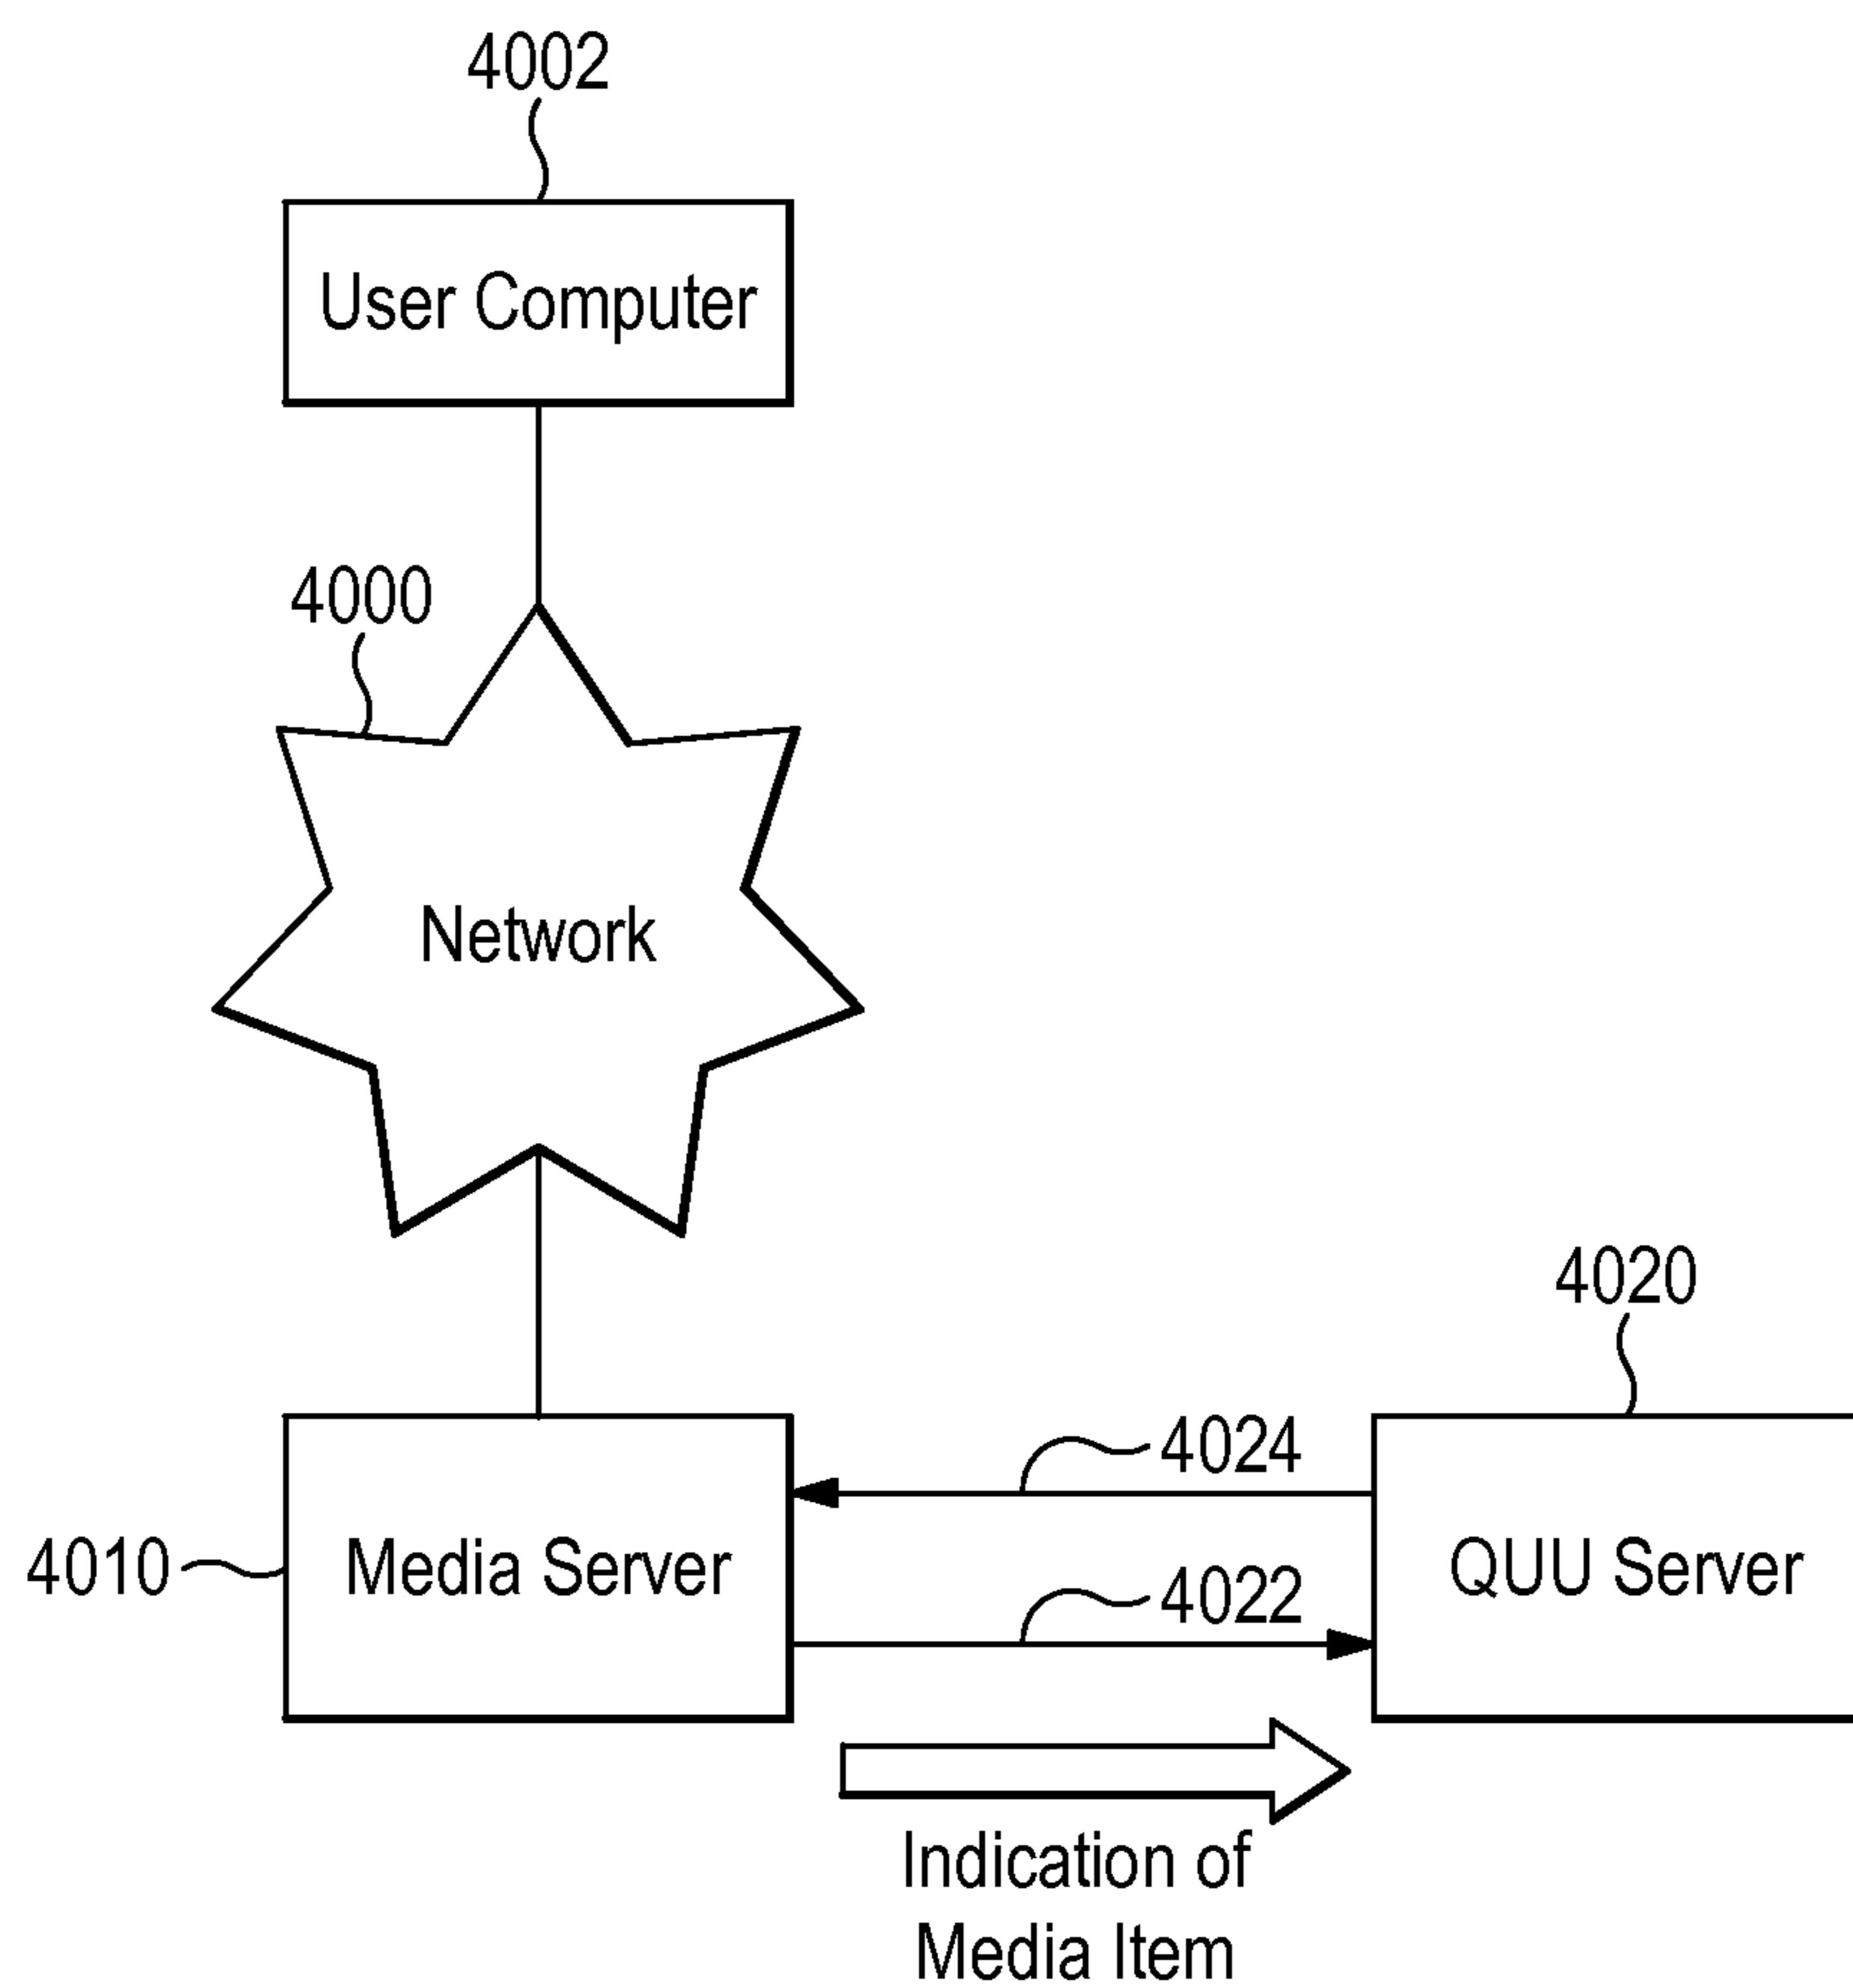 4002
User Computer
4000
Network
4020
4024
4010
Media Server
QUU Server
4022
Indication of
Media Item